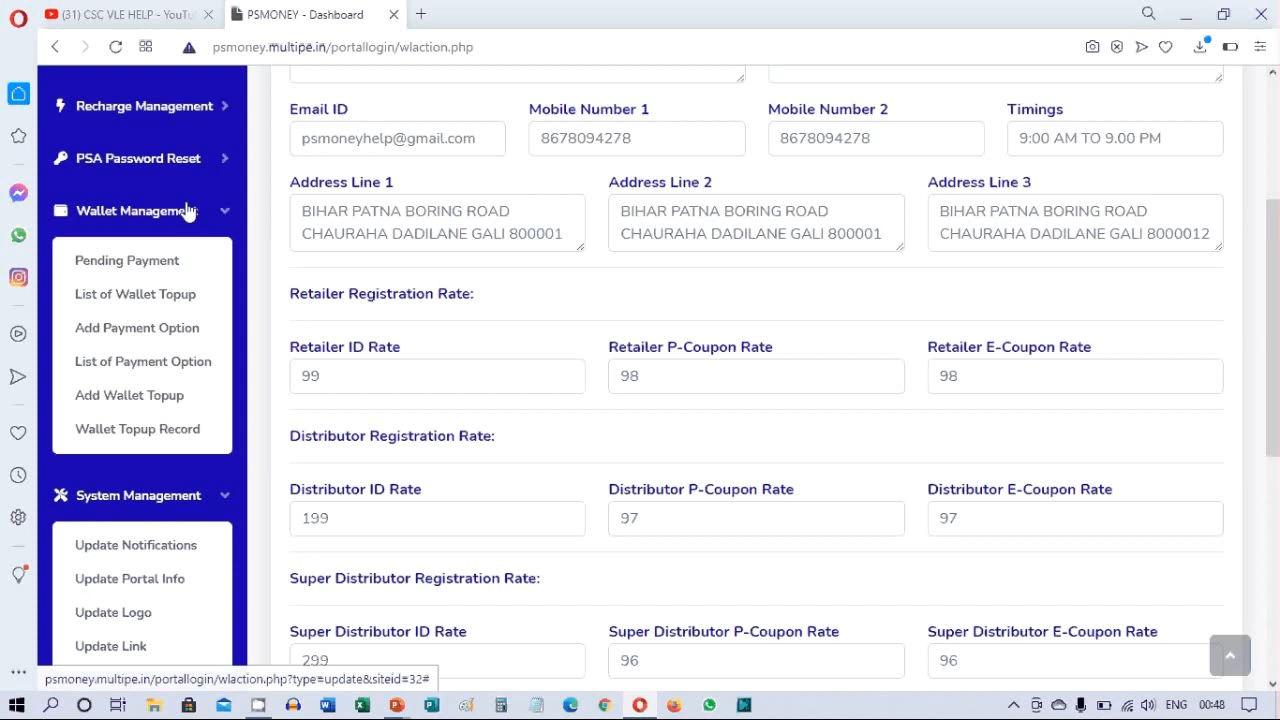 (31) CSC VLE HELP - YouTu
PSMONEY - Dashboard
psmoney.multipe.in/portallogin/wlaction.php
Recharge Management
PSA Password Reset
Wallet Management
Pending Payment
List of Wallet Topup
Add Payment Option
List of Payment Option
Add Wallet Topup
Wallet Topup Record
System Management
Update Notifications
Update Portal Info
Update Logo
Update Link
Email ID
Mobile Number 1
Mobile Number 2
Timings
psmoneyhelp@gmail.com
8678094278
8678094278
9:00 AM TO 9.00 PM
Address Line 1
Address Line 2
Address Line 3
BIHAR PATNA BORING ROAD
CHAURAHA DADILANE GALI 800001
BIHAR PATNA BORING ROAD
CHAURAHA DADILANE GALI 800001
BIHAR PATNA BORING ROAD
CHAURAHA DADILANE GALI 8000012
Retailer Registration Rate:
Retailer ID Rate
Retailer P-Coupon Rate
Retailer E-Coupon Rate
99
98
98
Distributor Registration Rate:
Distributor ID Rate
Distributor P-Coupon Rate
Distributor E-Coupon Rate
199
97
97
Super Distributor Registration Rate:
Super Distributor ID Rate
Super Distributor P-Coupon Rate
Super Distributor E-Coupon Rate
299
96
96
psmoney.multipe.in/portallogin/wlaction.php?type=update&siteid=32#
ENG
00:48